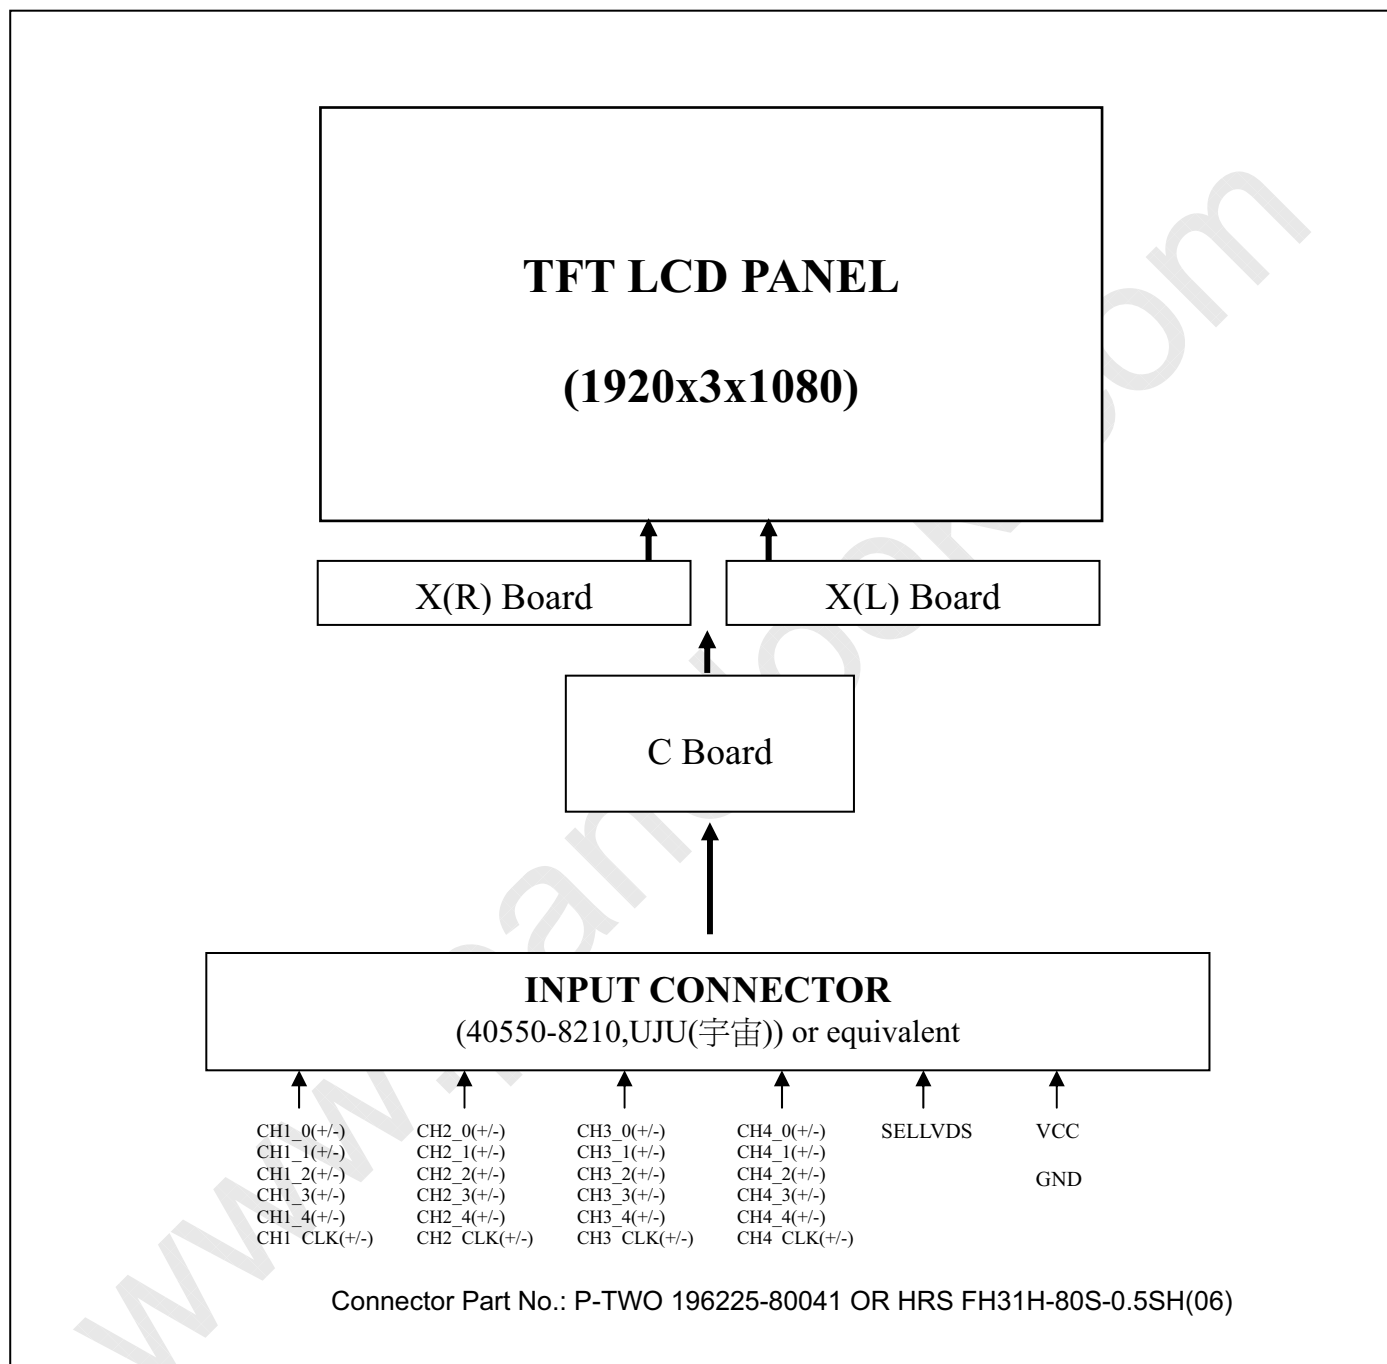 TFT LCD PANEL
(1920x3x1080)
X(R) Board
X(L) Board
C Board
INPUT CONNECTOR
(40550-8210,UJU(宇宙)) or equivalent
CH1_0(+/-)
CH1_1(+/-)
CH1_2(+/-)
CH1_3(+/-)
CH1_4(+/-)
CH1_CLK(+/-)
CH2_0(+/-)
CH2_1(+/-)
CH2_2(+/-)
CH2_3(+/-)
CH2_4(+/-)
CH2_CLK(+/-)
CH3_0(+/-)
CH3_1(+/-)
CH3_2(+/-)
CH3_3(+/-)
CH3_4(+/-)
CH3_CLK(+/-)
CH4_0(+/-)
CH4_1(+/-)
CH4_2(+/-)
CH4_3(+/-)
CH4_4(+/-)
CH4_CLK(+/-)
SELLVDS
VCC
GND
Connector Part No.: P-TWO 196225-80041 OR HRS FH31H-80S-0.5SH(06)